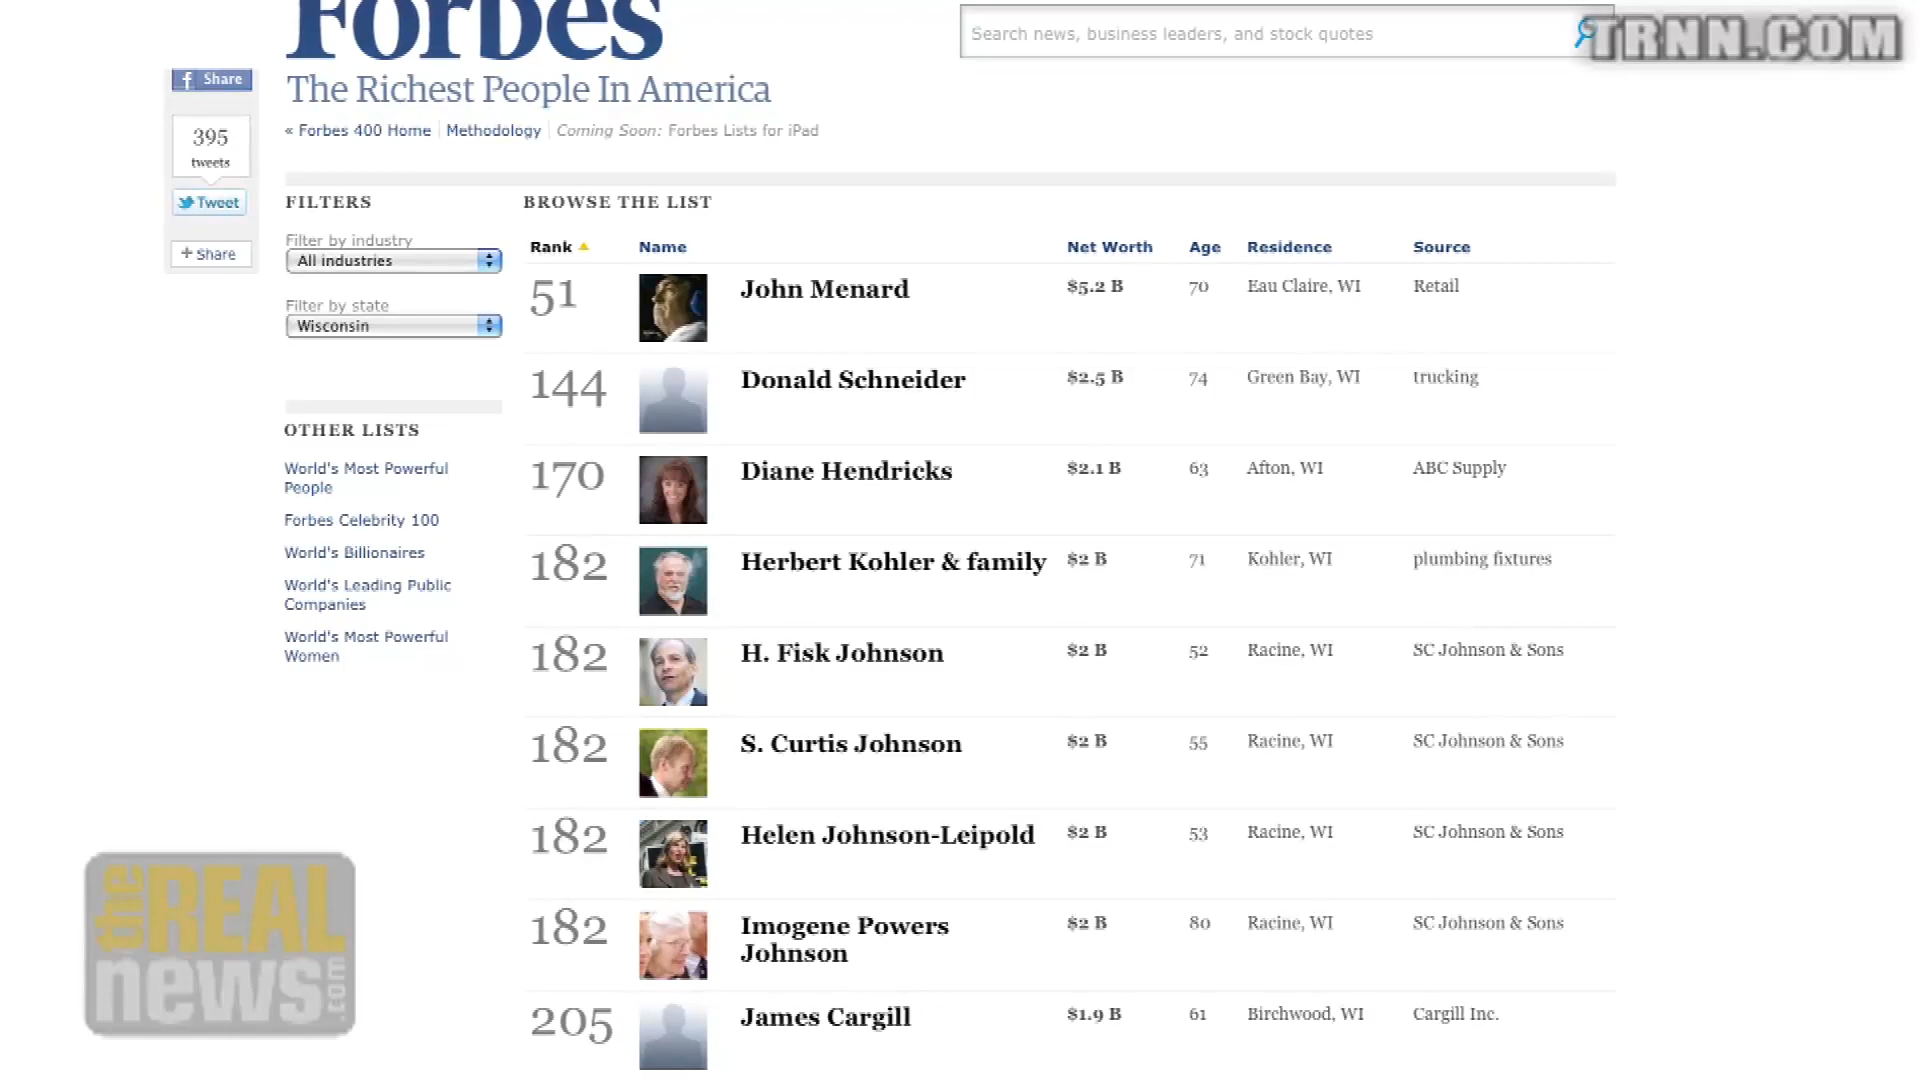 Forbes
Search news, business leaders, and stock quotes
TRNN.COM
The Richest People In America
« Forbes 400 Home Methodology Coming Soon: Forbes Lists for iPad
f Share
395
tweets
Tweet
+ Share
FILTERS
Filter by industry
All industries
Filter by state
Wisconsin
OTHER LISTS
World's Most Powerful
People
Forbes Celebrity 100
World's Billionaires
World's Leading Public
Companies
World's Most Powerful
Women
BROWSE THE LIST
Rank Name Net Worth Age Residence Source
51 John Menard $5.2 B 70 Eau Claire, WI Retail
144 Donald Schneider $2.5 B 74 Green Bay, WI trucking
170 Diane Hendricks $2.1 B 63 Afton, WI ABC Supply
182 Herbert Kohler & family $2 B 71 Kohler, WI plumbing fixtures
182 H. Fisk Johnson $2 B 52 Racine, WI SC Johnson & Sons
182 S. Curtis Johnson $2 B 55 Racine, WI SC Johnson & Sons
182 Helen Johnson-Leipold $2 B 53 Racine, WI SC Johnson & Sons
182 Imogene Powers $2 B 80 Racine, WI SC Johnson & Sons
Johnson
205 James Cargill $1.9 B 61 Birchwood, WI Cargill Inc.
the REAL
news.com